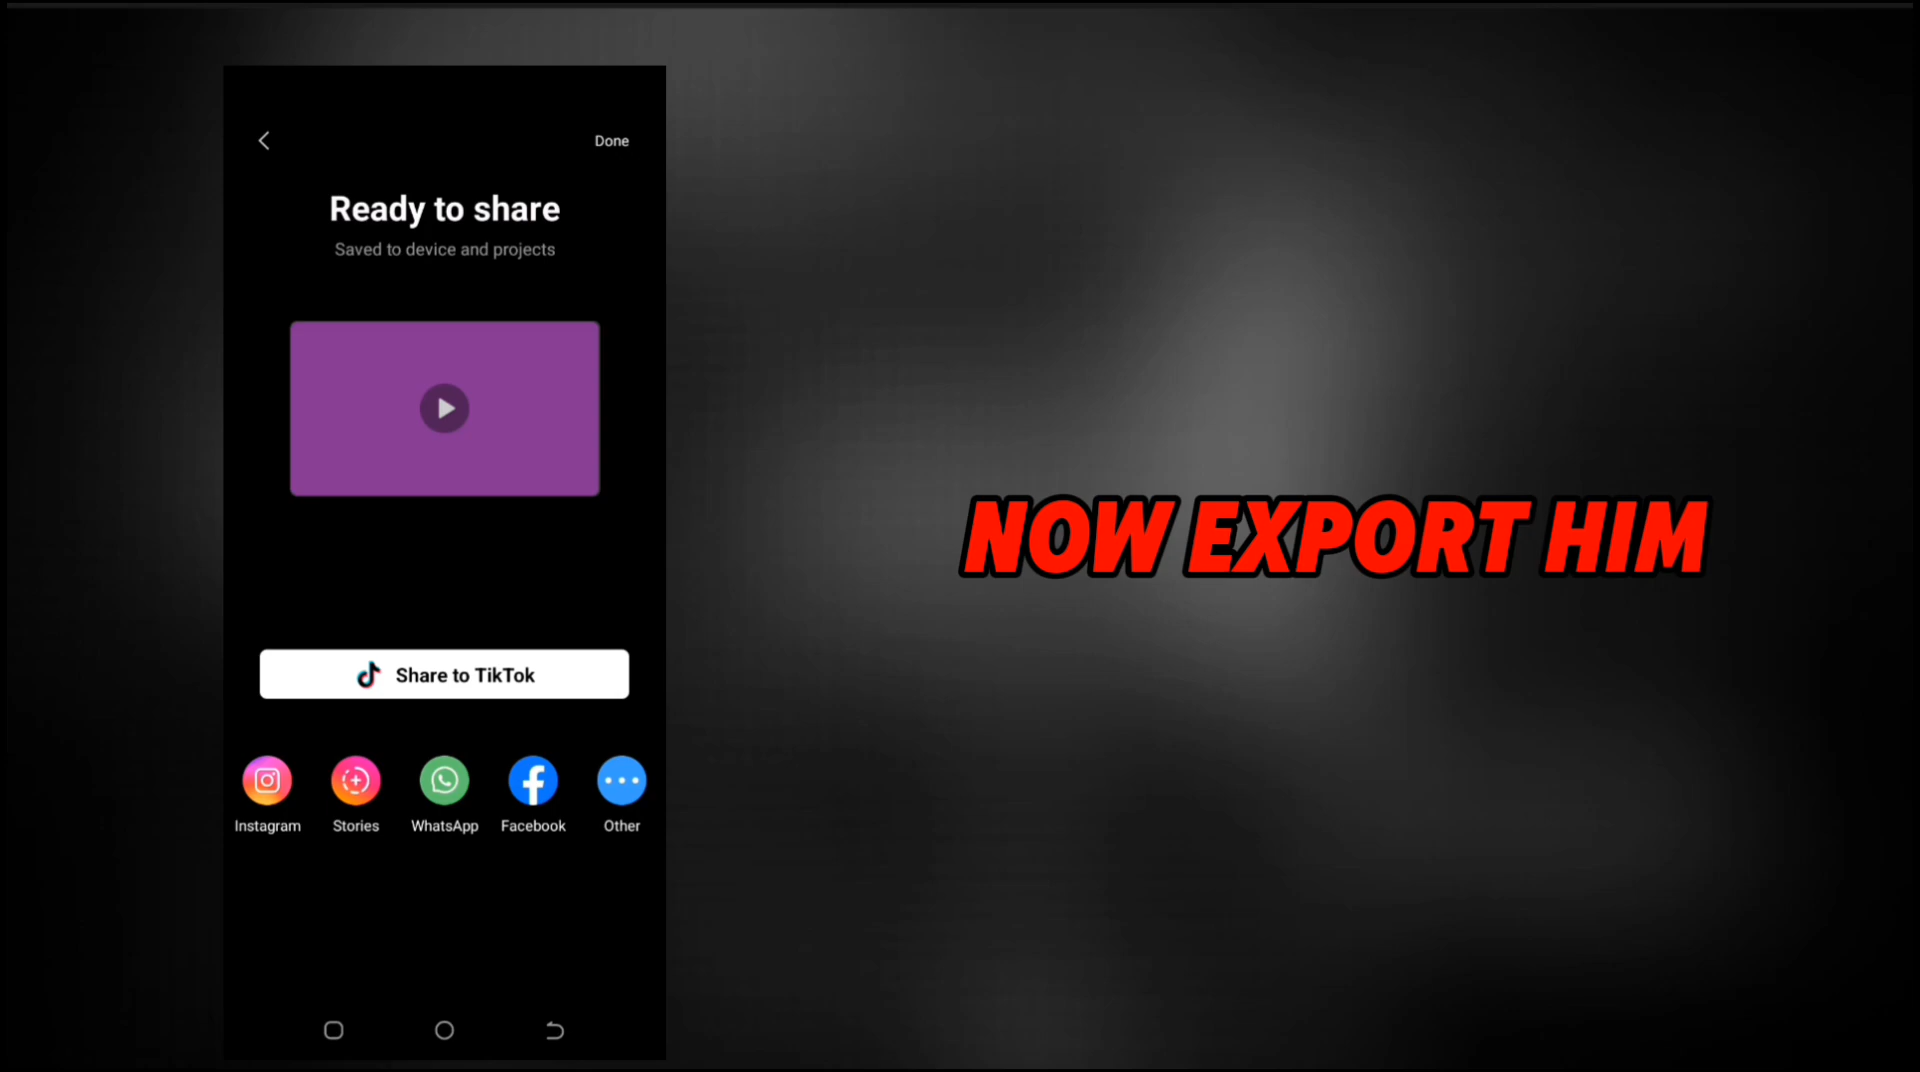 Done
Ready to share
Saved to device and projects
Share to TikTok
Instagram Stories WhatsApp Facebook Other
NOW EXPORT HIM